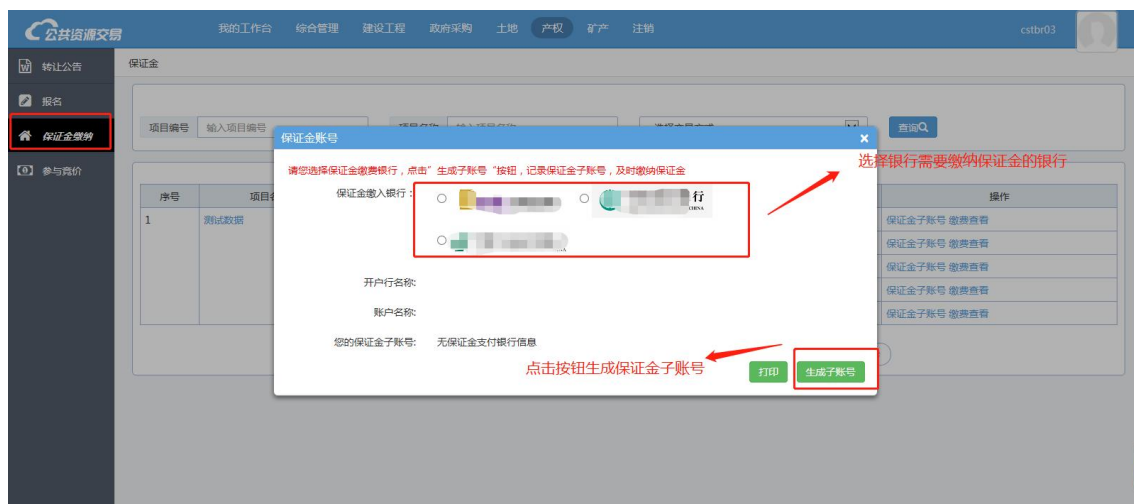 公共资源交易 我的工作台 综合管理 建设工程 政府采购 土地 产权 矿产 注销 cstbr03
转让公告
保证金
报名
保证金缴纳
参与竞价
项目编号 输入项目编号 查询Q
保证金账号 ×
选择银行需要缴纳保证金的银行
请您选择保证金缴费银行，点击"生成子账号"按钮，记录保证金子账号，及时缴纳保证金
保证金缴入银行：
行
序号 项目 操作
1 测试数据 保证金子账号 缴费查看
保证金子账号 缴费查看
保证金子账号 缴费查看
保证金子账号 缴费查看
保证金子账号 缴费查看
开户行名称:
账户名称:
您的保证金子账号: 无保证金支付银行信息
点击按钮生成保证金子账号
打印 生成子账号